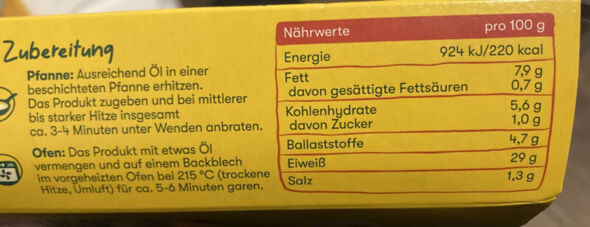 Zubereitung
Pfanne: Ausreichend Öl in einer
beschichteten Pfanne erhitzen.
Das Produkt zugeben und bei mittlerer
bis starker Hitze insgesamt
ca. 3-4 Minuten unter Wenden anbraten.
Ofen: Das Produkt mit etwas Öl
vermengen und auf einem Backblech
im vorgeheizten Ofen bei 215 °C (trockene
Hitze, Umluft) für ca. 5-6 Minuten garen.
Nährwerte pro 100 g
Energie 924 kJ/220 kcal
Fett 7,9 g
davon gesättigte Fettsäuren 0,7 g
Kohlenhydrate 5,6 g
davon Zucker 1,0 g
Ballaststoffe 4,7 g
Eiweiß 29 g
Salz 1,3 g